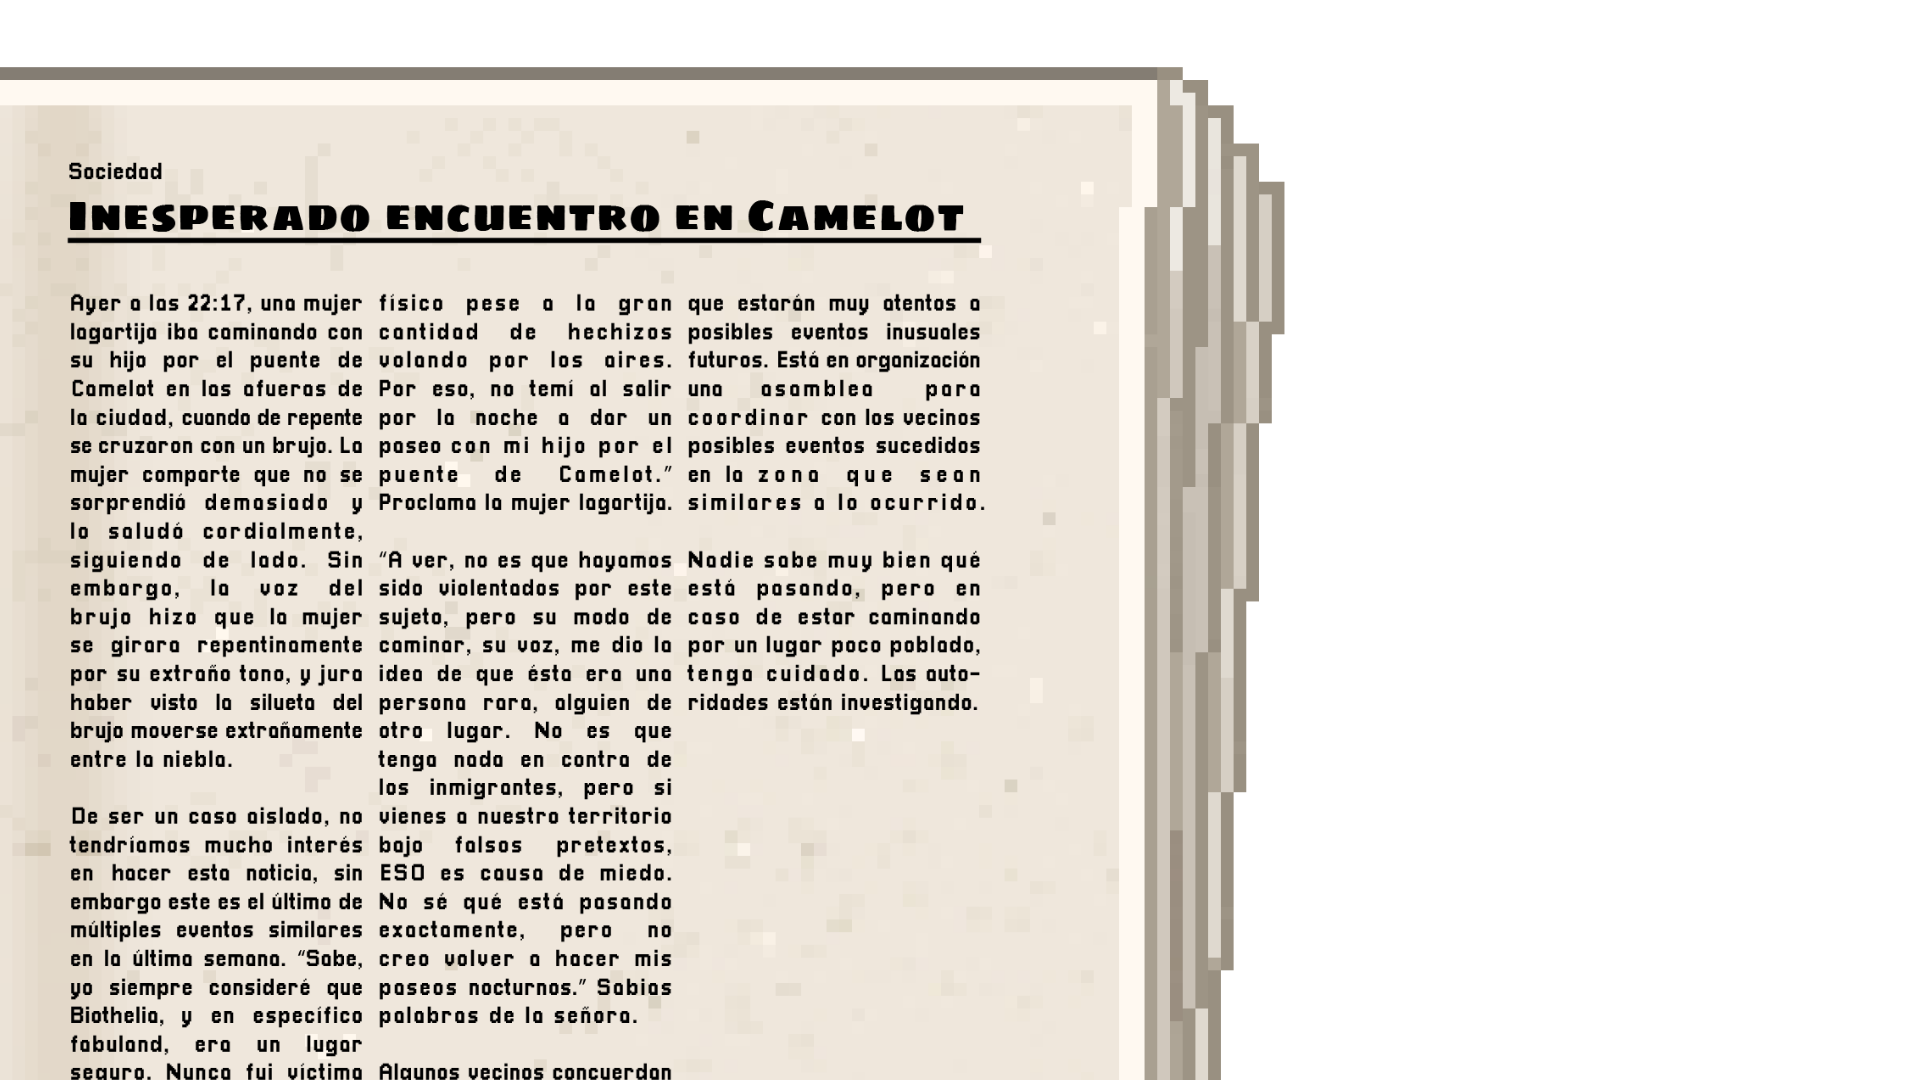 Sociedad
Inesperado encuentro en Camelot
Ayer a las 22:17, una mujer
lagartija iba caminando con
su hijo por el puente de
Camelot en las afueras de
la ciudad, cuando de repente
se cruzaron con un brujo. La
mujer comparte que no se
sorprendió demasiado y
lo saludó cordialmente,
siguiendo de lado. Sin
embargo, la voz del
brujo hizo que la mujer
se girara repentinamente
por su extraño tono, y jura
haber visto la silueta del
brujo moverse extrañamente
entre la niebla.
De ser un caso aislado, no
tendríamos mucho interés
en hacer esta noticia, sin
embargo este es el último de
múltiples eventos similares
en la última semana. “Sabe,
yo siempre consideré que
Biothelia, y en específico
fabuland, era un lugar
seguro. Nunca fui víctima
físico pese a la gran
cantidad de hechizos
volando por los aires.
Por eso, no temí al salir
por la noche a dar un
paseo con mi hijo por el
puente de Camelot.”
Proclama la mujer lagartija.
“A ver, no es que hayamos
sido violentados por este
sujeto, pero su modo de
caminar, su voz, me dio la
idea de que ésta era una
persona rara, alguien de
otro lugar. No es que
tenga nada en contra de
los inmigrantes, pero si
vienes a nuestro territorio
bajo falsos pretextos,
ESO es causa de miedo.
No sé qué está pasando
exactamente, pero no
creo volver a hacer mis
paseos nocturnos.” Sabias
palabras de la señora.
Algunos vecinos concuerdan
que estarán muy atentos a
posibles eventos inusuales
futuros. Está en organización
una asamblea para
coordinar con los vecinos
posibles eventos sucedidos
en la zona que sean
similares a lo ocurrido.
Nadie sabe muy bien qué
está pasando, pero en
caso de estar caminando
por un lugar poco poblado,
tenga cuidado. Las auto-
ridades están investigando.